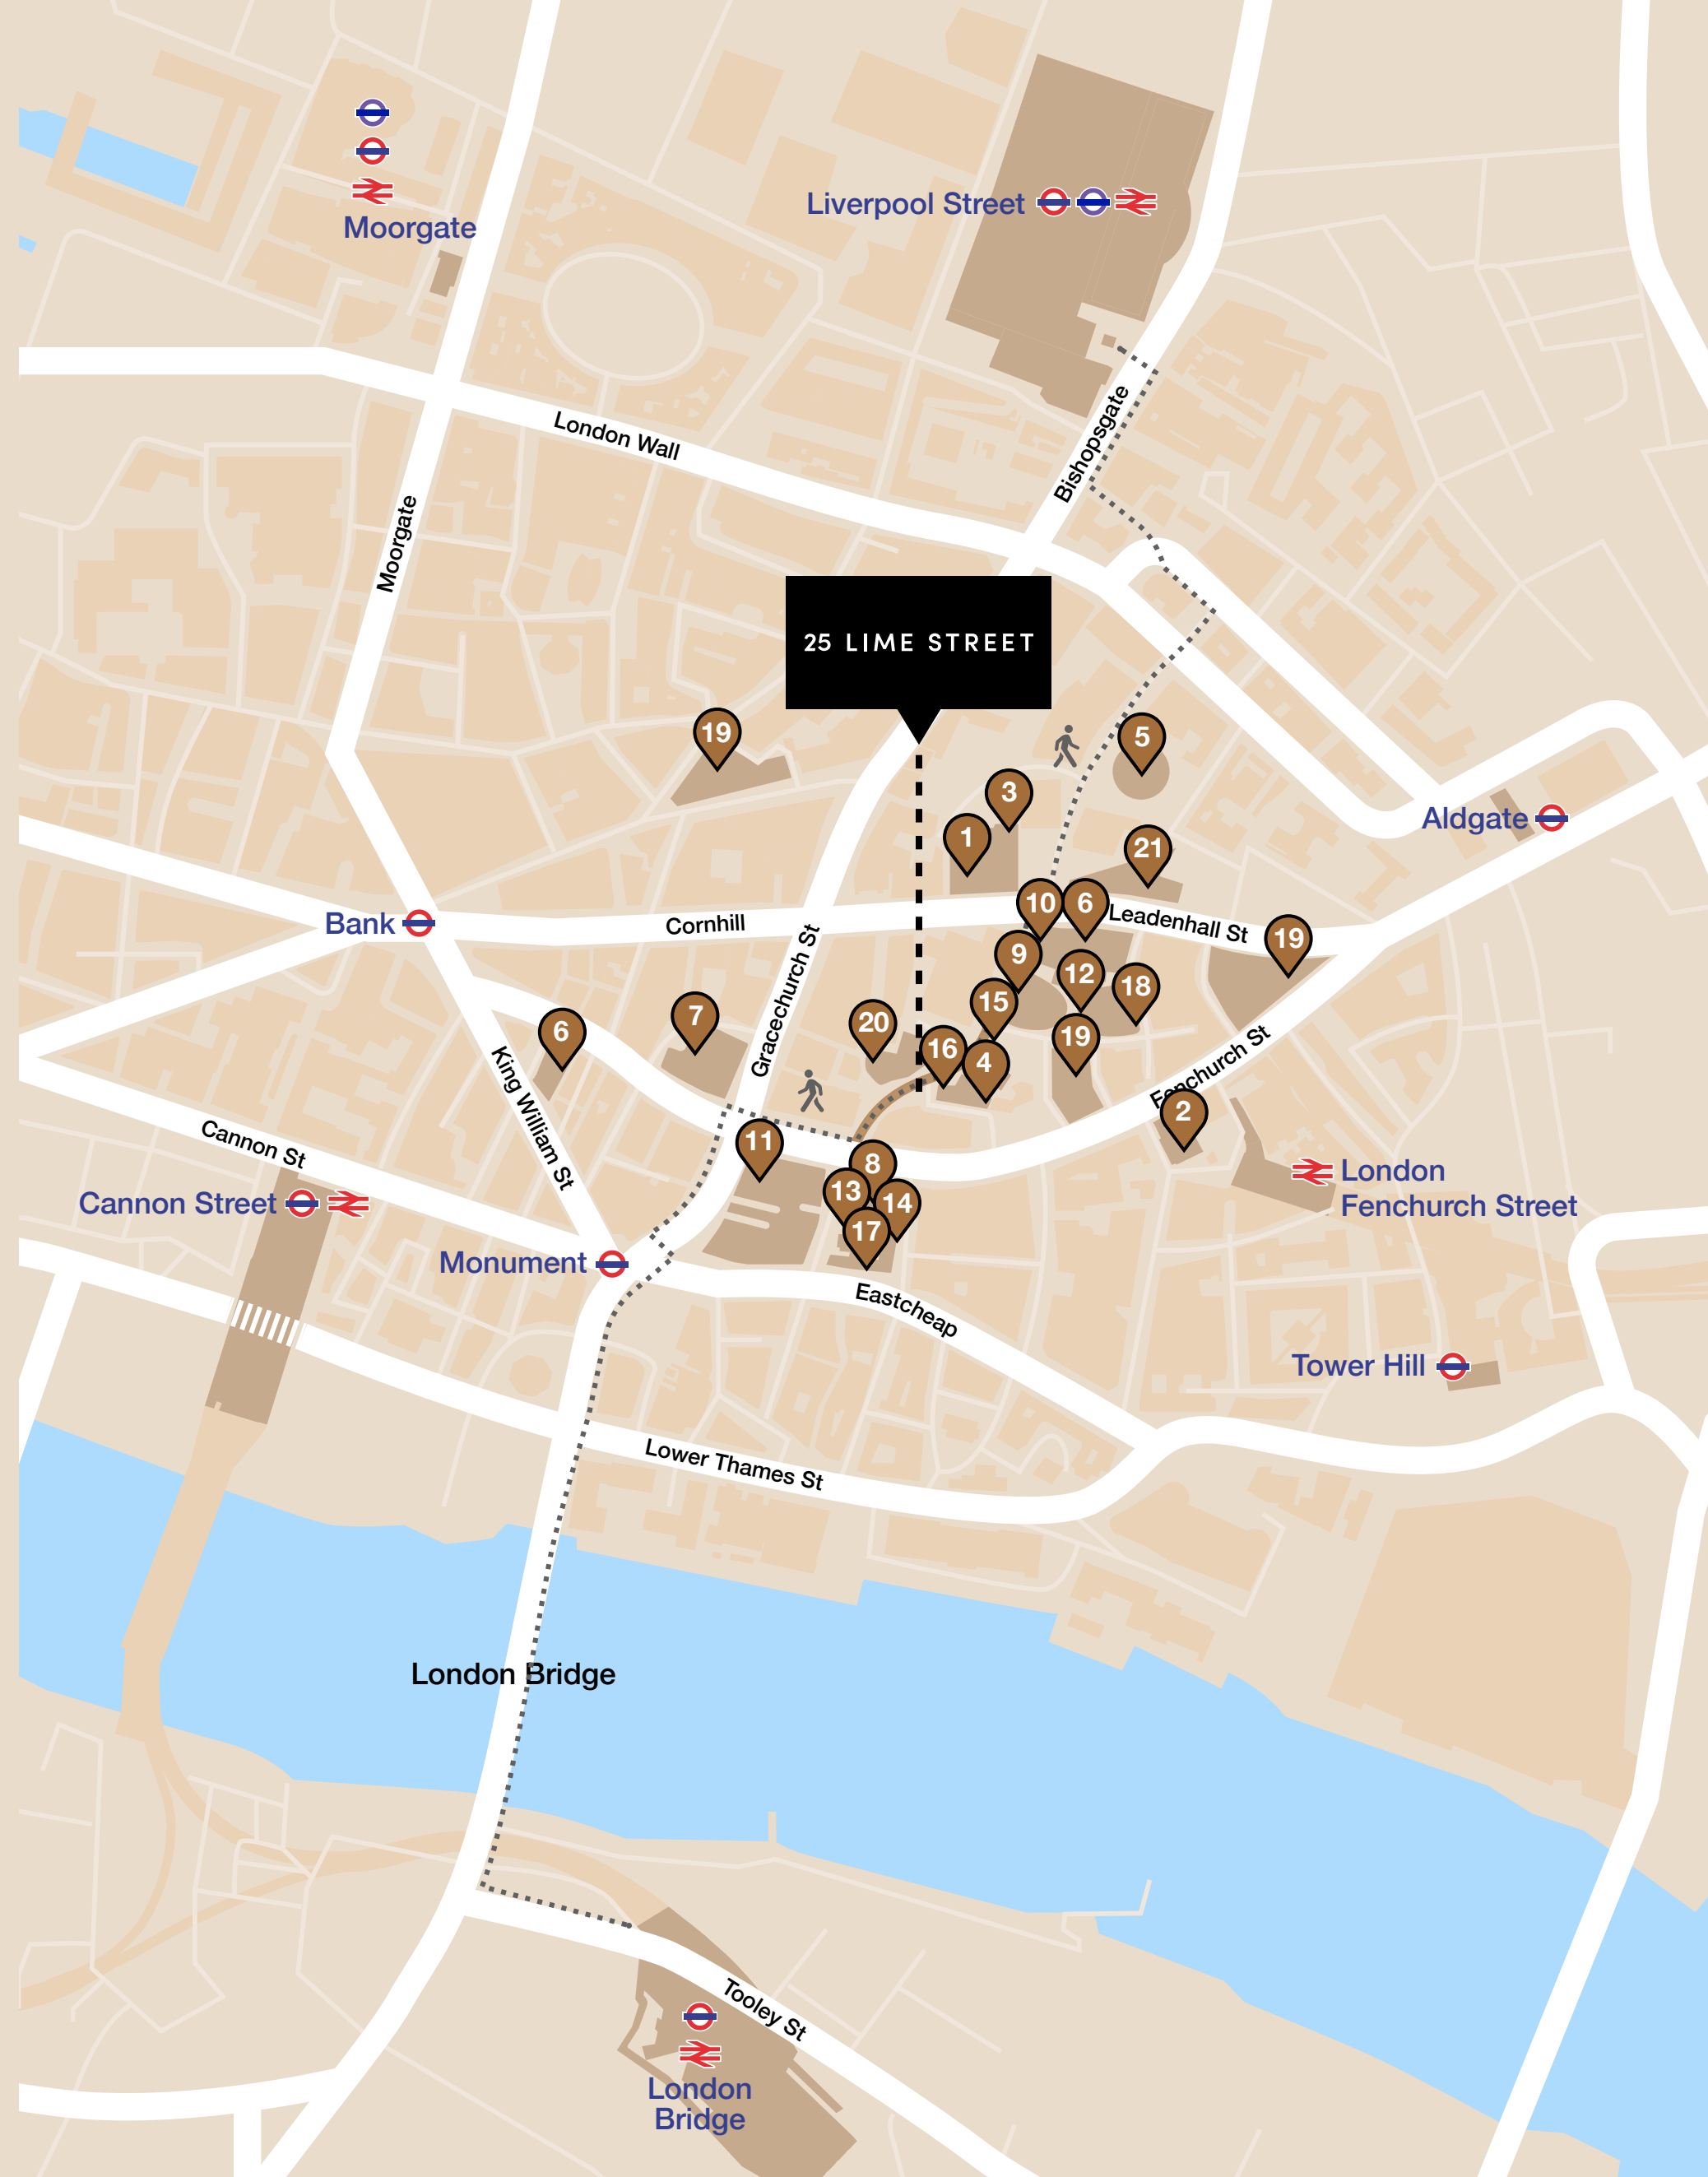 Moorgate
Liverpool Street
London Wall
Bishopsgate
Moorgate
25 LIME STREET
19
5
3
1
21
Aldgate
Bank
Cornhill
10
6
Leadenhall St
19
Gracechurch St
9
12
18
15
7
6
20
19
16
4
King William St
Fenchurch St
2
Cannon St
11
8
13
14
17
London
Fenchurch Street
Cannon Street
Monument
Eastcheap
Tower Hill
Lower Thames St
London Bridge
Tooley St
London
Bridge